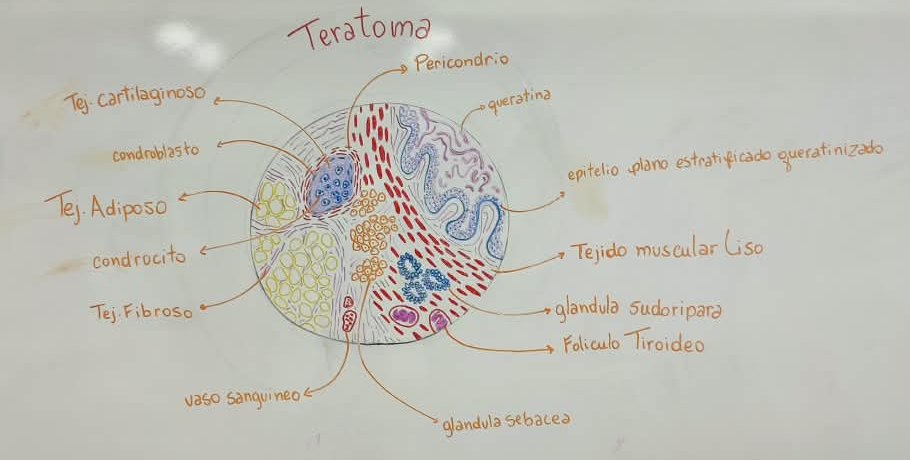 Teratoma
Pericondrio
Tej. Cartilaginoso
queratina
condroblasto
epitelio plano estratificado queratinizado
Tej. Adiposo
Tejido muscular Liso
condrocito
Tej. Fibroso
glandula sudoripara
Foliculo Tiroideo
vaso sanguineo
glandula sebacea